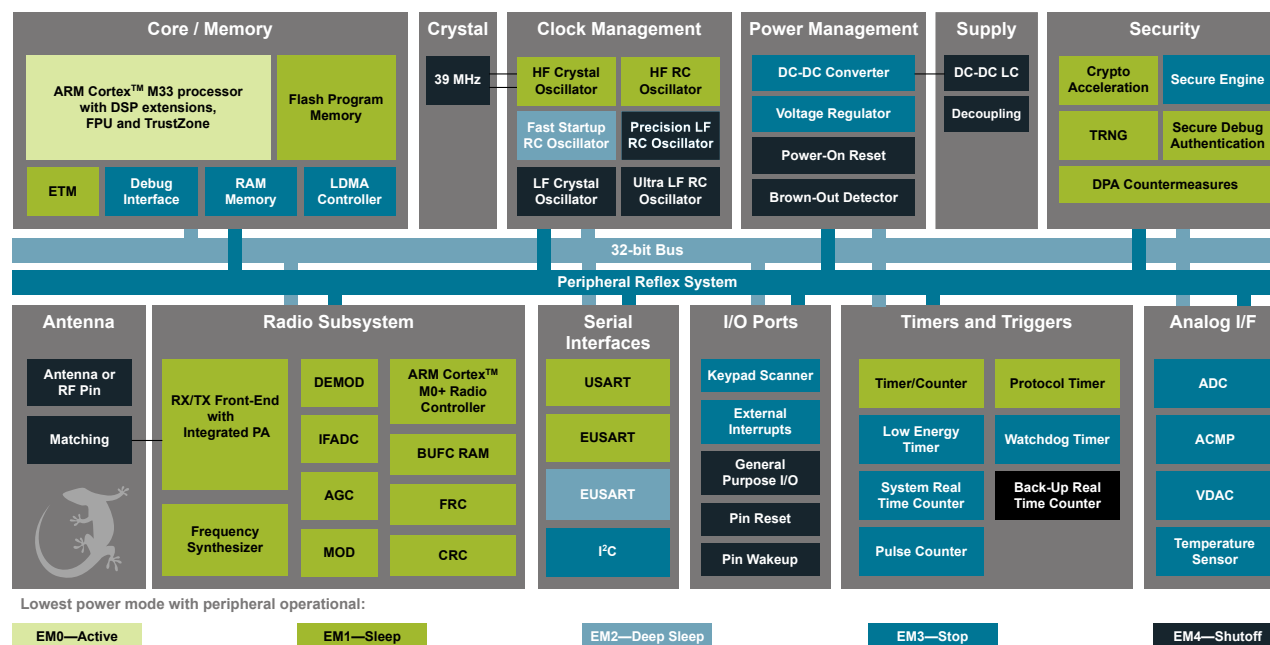 Core / Memory
ARM Cortex™ M33 processor
with DSP extensions,
FPU and TrustZone
Flash Program
Memory
ETM
Debug
Interface
RAM
Memory
LDMA
Controller
Crystal
39 MHz
Clock Management
HF Crystal
Oscillator
HF RC
Oscillator
Fast Startup
RC Oscillator
Precision LF
RC Oscillator
LF Crystal
Oscillator
Ultra LF RC
Oscillator
Power Management
DC-DC Converter
Voltage Regulator
Power-On Reset
Brown-Out Detector
Supply
DC-DC LC
Decoupling
Security
Crypto
Acceleration
Secure Engine
TRNG
Secure Debug
Authentication
DPA Countermeasures
32-bit Bus
Peripheral Reflex System
Antenna
Antenna or
RF Pin
Matching
Radio Subsystem
RX/TX Front-End
with
Integrated PA
Frequency
Synthesizer
DEMOD
IFADC
AGC
MOD
ARM Cortex™
M0+ Radio
Controller
BUFC RAM
FRC
CRC
Serial
Interfaces
USART
EUSART
EUSART
I²C
I/O Ports
Keypad Scanner
External
Interrupts
General
Purpose I/O
Pin Reset
Pin Wakeup
Timers and Triggers
Timer/Counter
Protocol Timer
Low Energy
Timer
Watchdog Timer
System Real
Time Counter
Back-Up Real
Time Counter
Pulse Counter
Analog I/F
ADC
ACMP
VDAC
Temperature
Sensor
Lowest power mode with peripheral operational:
EM0—Active
EM1—Sleep
EM2—Deep Sleep
EM3—Stop
EM4—Shutoff